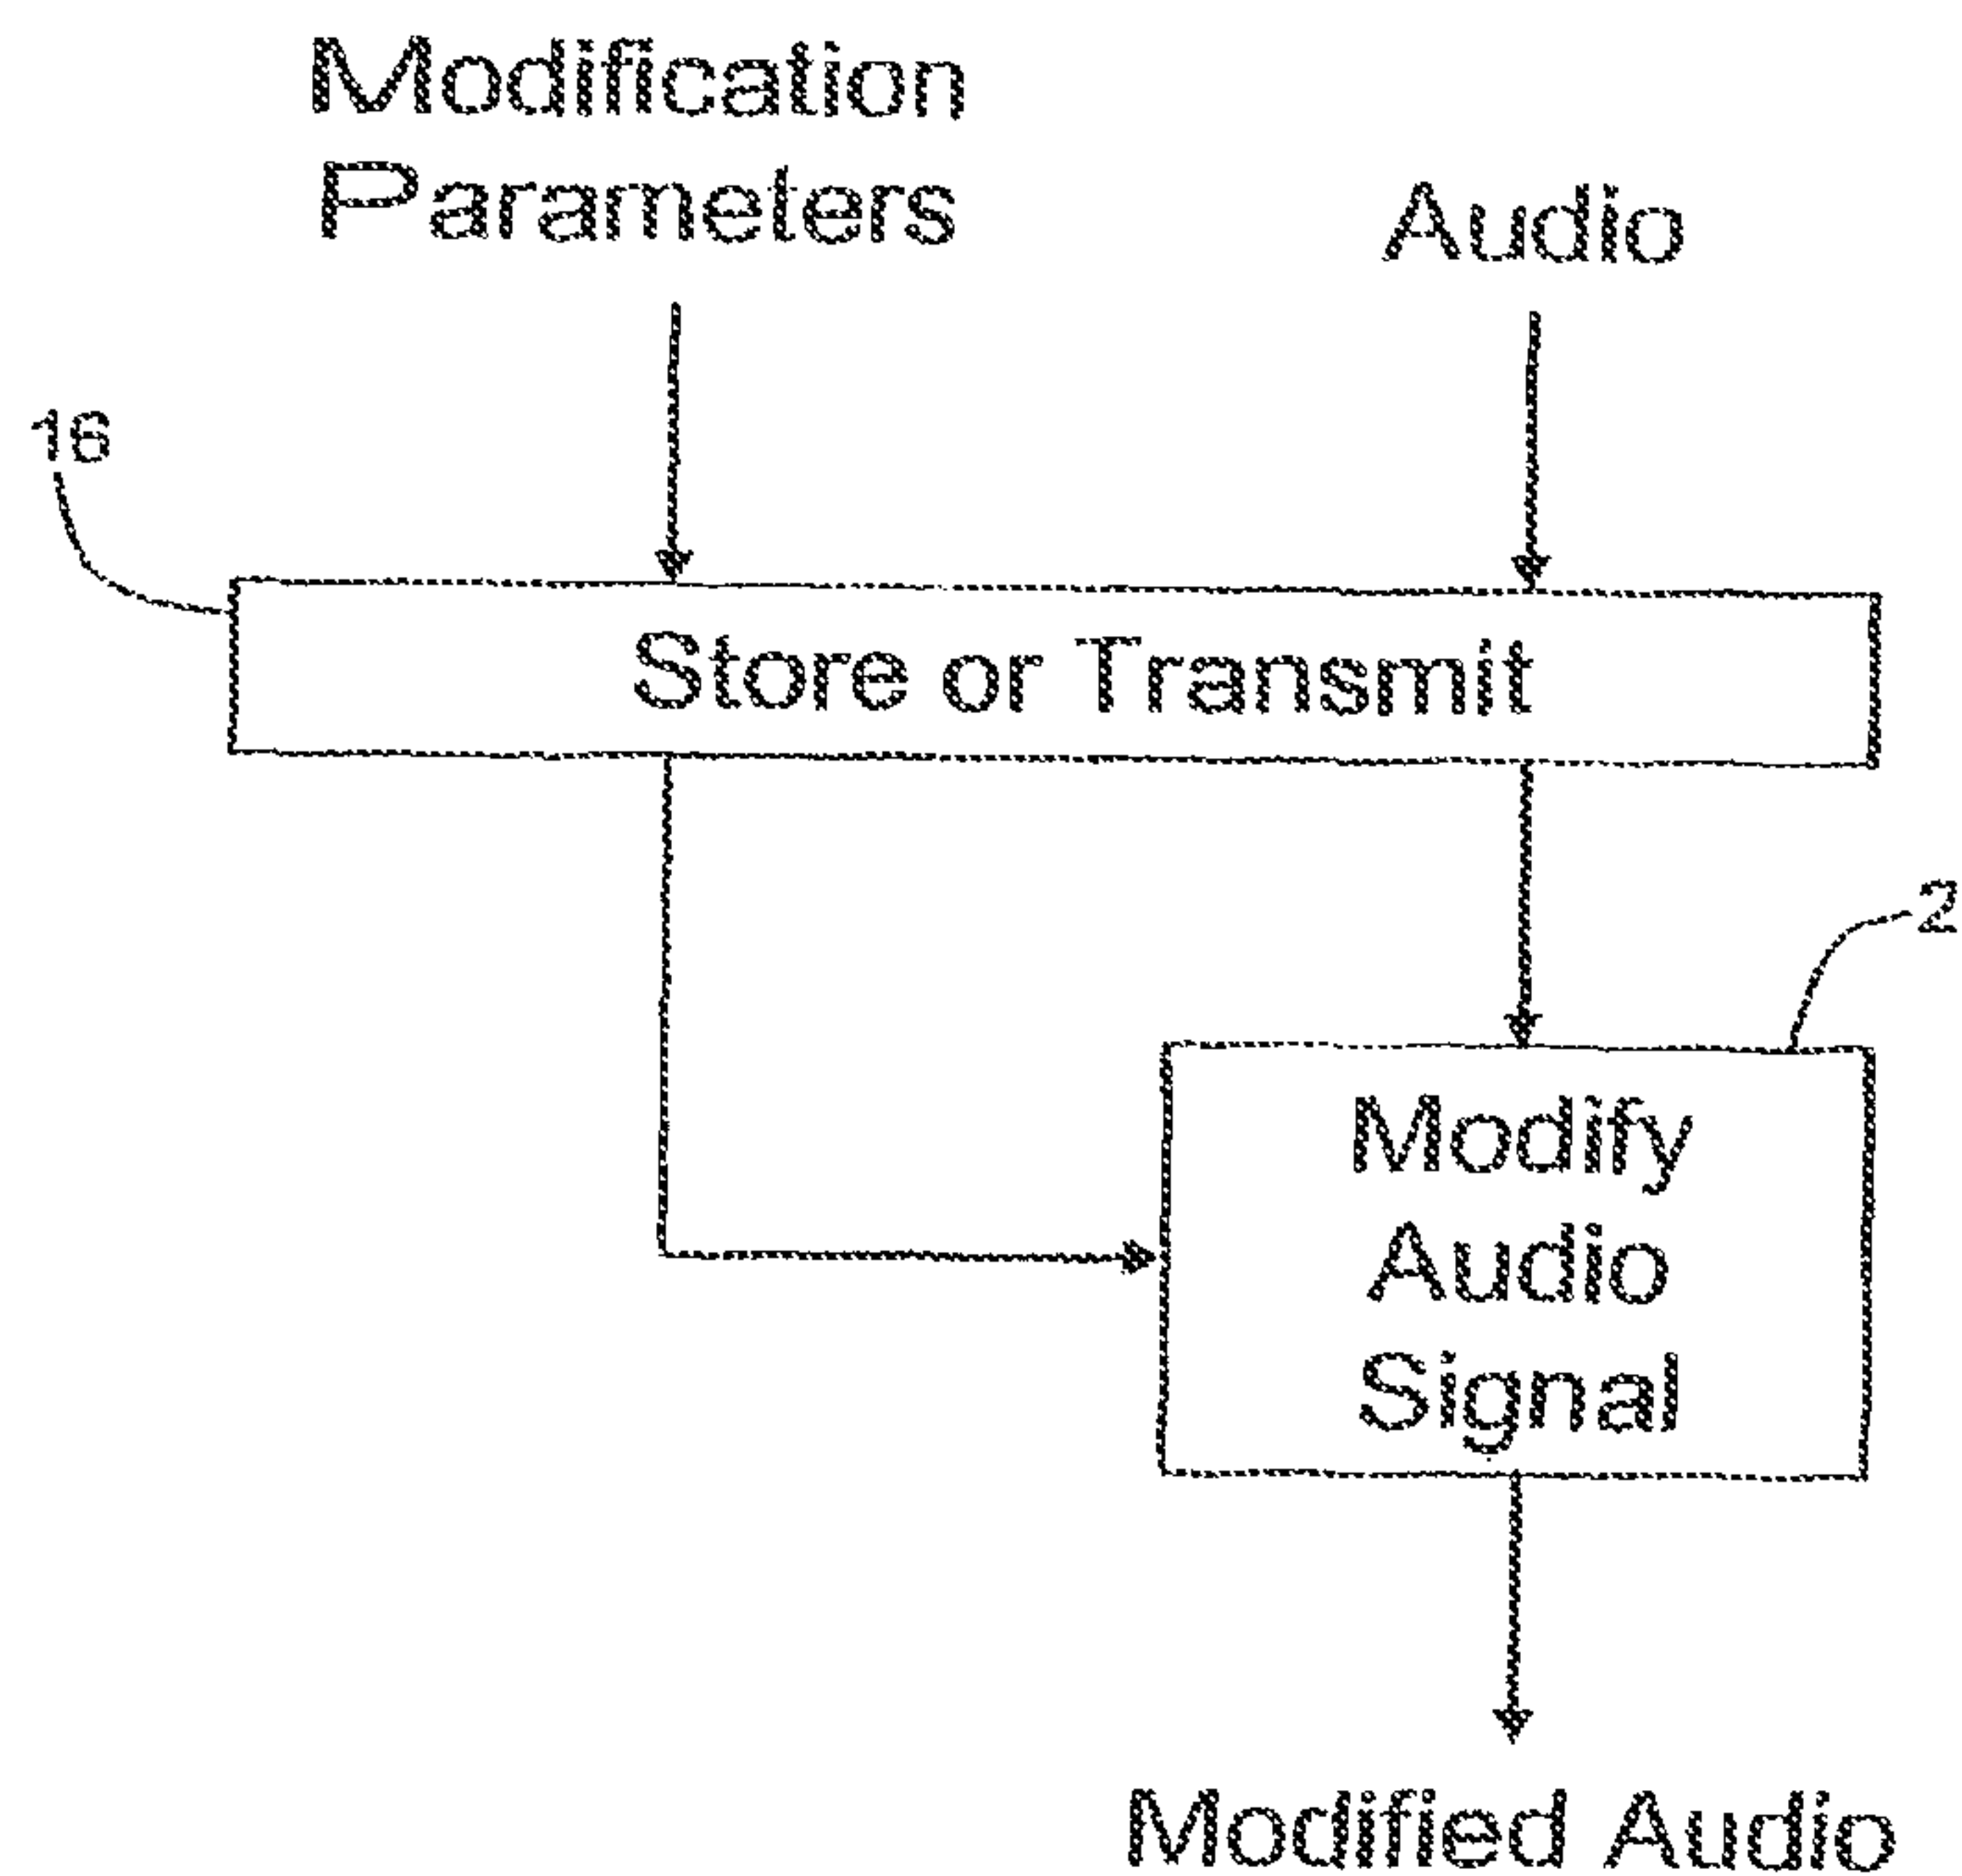 Modification
Parameters
Audio
16
Store or Transmit
2
Modify
Audio
Signal
Modified Audio